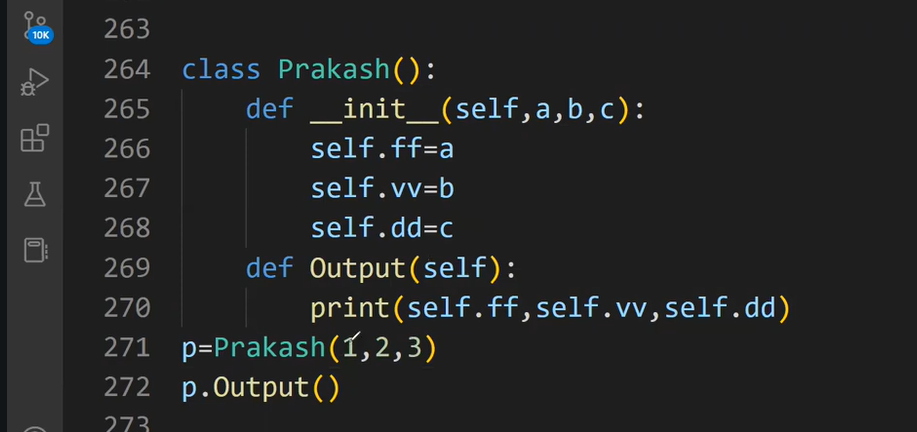 10K
263
264 class Prakash():
265     def __init__(self,a,b,c):
266         self.ff=a
267         self.vv=b
268         self.dd=c
269     def Output(self):
270         print(self.ff,self.vv,self.dd)
271 p=Prakash(1,2,3)
272 p.Output()
273